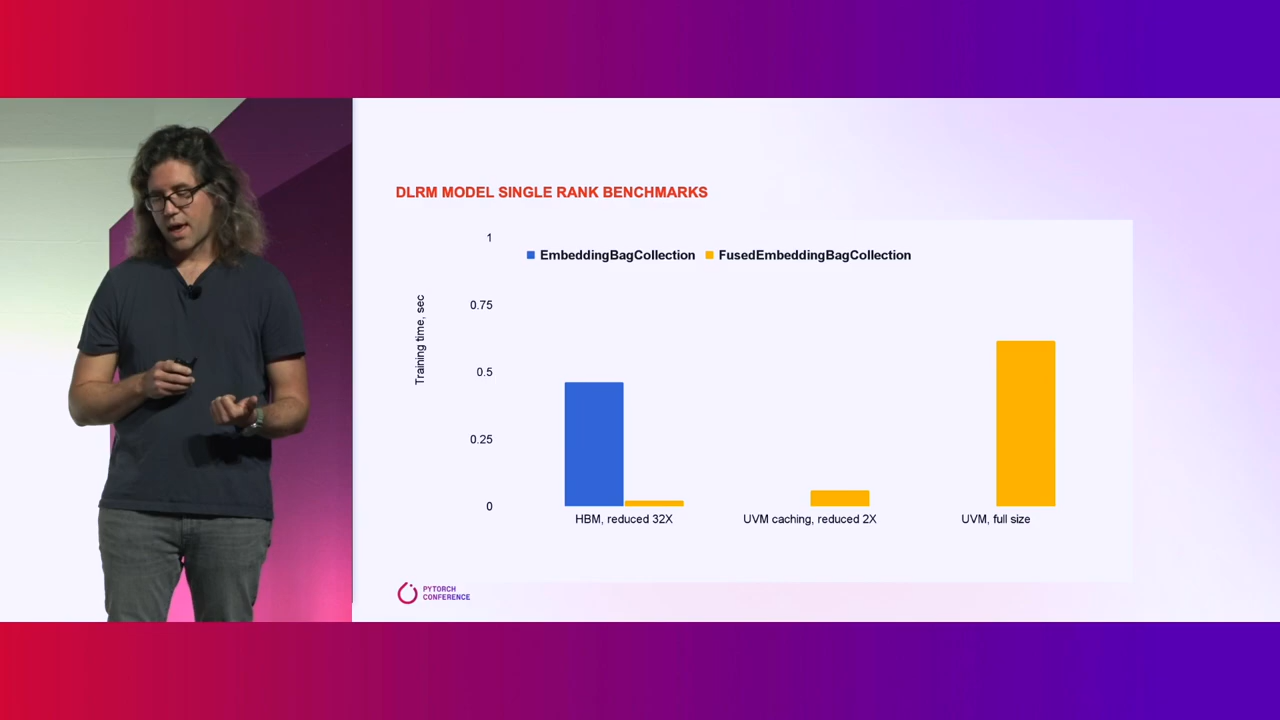 DLRM MODEL SINGLE RANK BENCHMARKS
1
EmbeddingBagCollection FusedEmbeddingBagCollection
0.75
Training time, sec
0.5
0.25
0
HBM, reduced 32X UVM caching, reduced 2X UVM, full size
PYTORCH
CONFERENCE